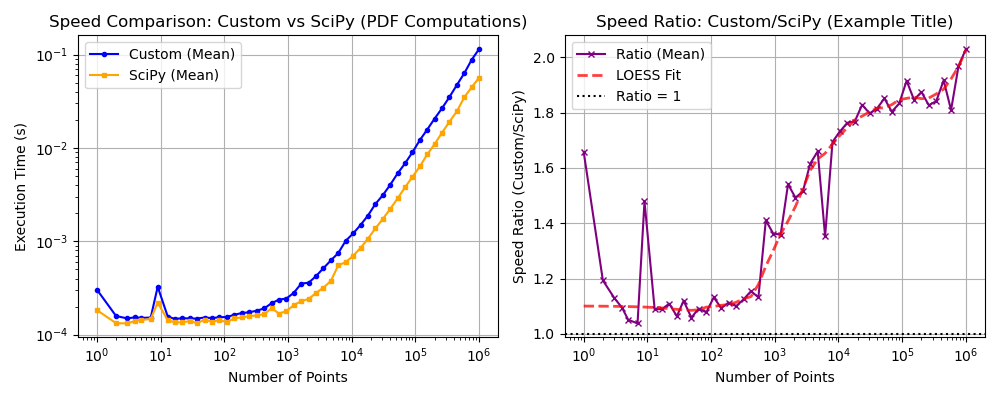 Speed Comparison: Custom vs SciPy (PDF Computations)
Custom (Mean)
SciPy (Mean)
Execution Time (s)
10⁻¹
10⁻²
10⁻³
10⁻⁴
10⁰ 10¹ 10² 10³ 10⁴ 10⁵ 10⁶
Number of Points
Speed Ratio: Custom/SciPy (Example Title)
Ratio (Mean)
LOESS Fit
Ratio = 1
Speed Ratio (Custom/SciPy)
2.0
1.8
1.6
1.4
1.2
1.0
10⁰ 10¹ 10² 10³ 10⁴ 10⁵ 10⁶
Number of Points